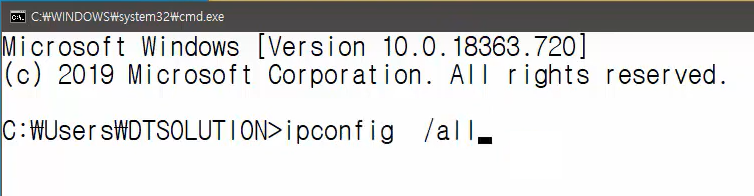 C:₩WINDOWS₩system32₩cmd.exe
Microsoft Windows [Version 10.0.18363.720]
(c) 2019 Microsoft Corporation. All rights reserved.
C:₩Users₩DTSOLUTION>ipconfig  /all